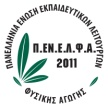 ΠΑΝΕΛΛΗΝΙΑ ΕΝΩΣΗ ΕΚΠΑΙΔΕΥΤΙΚΩΝ ΛΕΙΤΟΥΡΓΩΝ
Π.ΕΝ.Ε.Λ.Φ.Α.
2011
ΦΥΣΙΚΗΣ ΑΓΩΓΗΣ